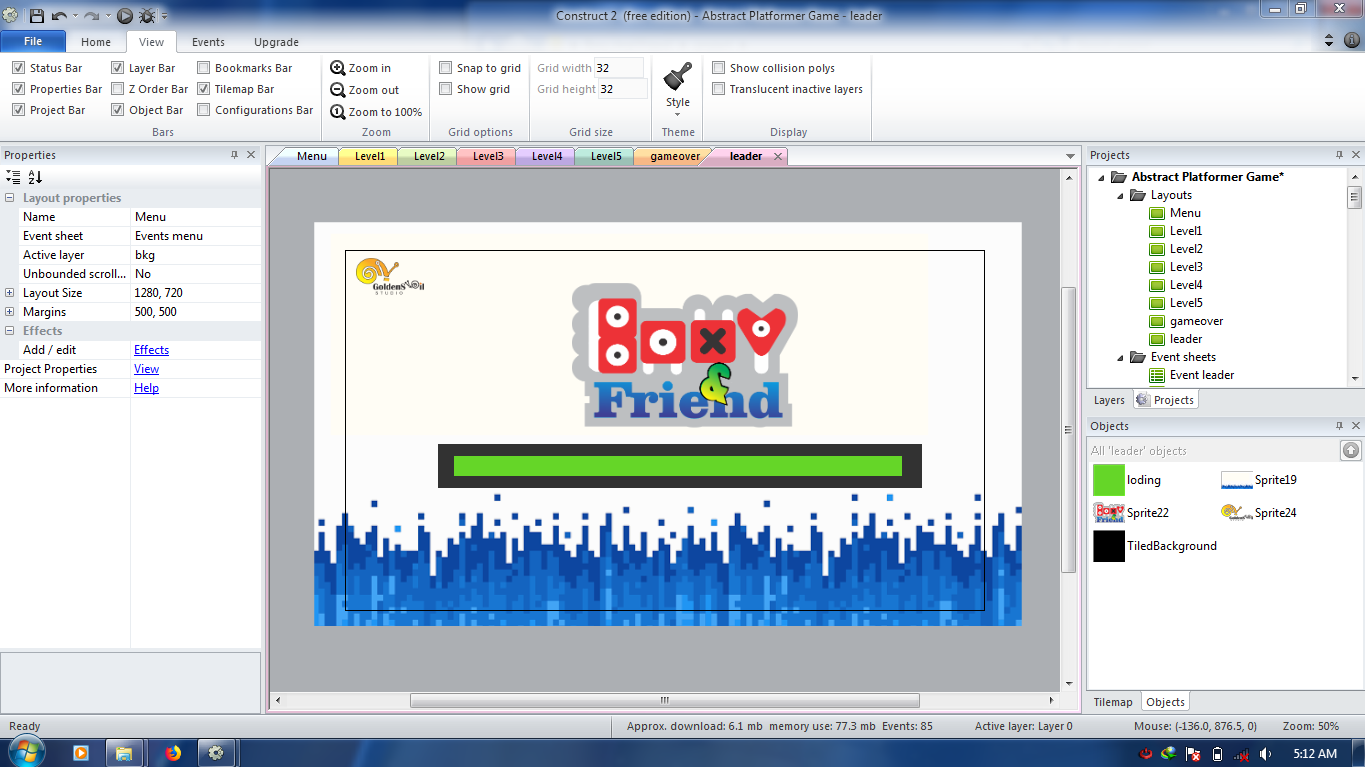 Construct 2 (free edition) - Abstract Platformer Game - leader
File Home View Events Upgrade
Status Bar Layer Bar Bookmarks Bar Zoom in Snap to grid Grid width 32 Show collision polys
Properties Bar Z Order Bar Tilemap Bar Zoom out Show grid Grid height 32 Translucent inactive layers
Project Bar Object Bar Configurations Bar Zoom to 100% Style
Bars Zoom Grid options Grid size Theme Display
Properties
Layout properties
Name Menu
Event sheet Events menu
Active layer bkg
Unbounded scroll... No
Layout Size 1280, 720
Margins 500, 500
Effects
Add / edit Effects
Project Properties View
More information Help
Menu Level1 Level2 Level3 Level4 Level5 gameover leader
GoldenSnail
STUDIO
Boxy
&
Friend
Projects
Abstract Platformer Game*
Layouts
Menu
Level1
Level2
Level3
Level4
Level5
gameover
leader
Event sheets
Event leader
Layers Projects
Objects
All 'leader' objects
loding Sprite19
Sprite22 Sprite24
TiledBackground
Tilemap Objects
Ready Approx. download: 6.1 mb memory use: 77.3 mb Events: 85 Active layer: Layer 0 Mouse: (-136.0, 876.5, 0) Zoom: 50%
5:12 AM